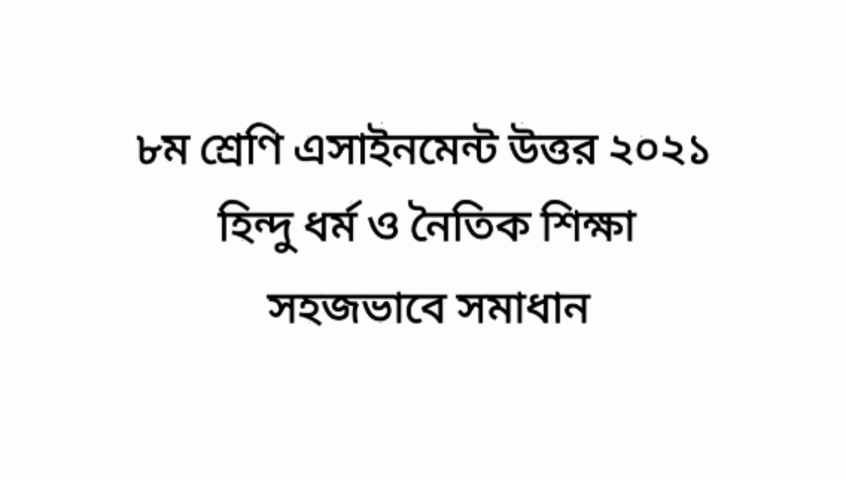 ৮ম শ্রেণি এসাইনমেন্ট উত্তর ২০২১
হিন্দু ধর্ম ও নৈতিক শিক্ষা
সহজভাবে সমাধান